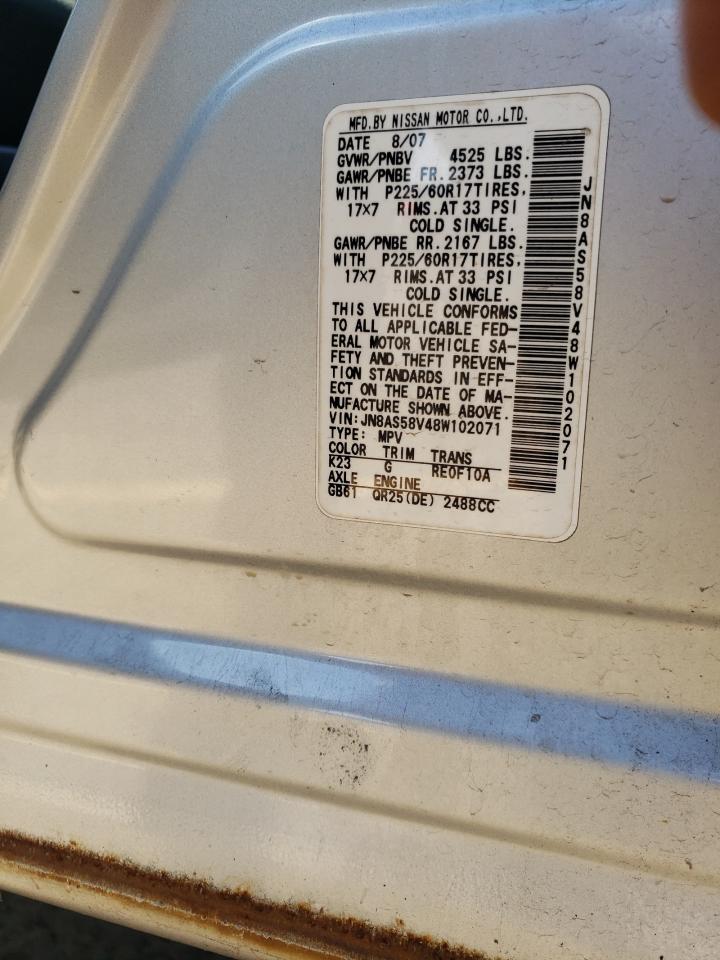 MFD.BY NISSAN MOTOR CO.,LTD.
DATE 8/07
GVWR/PNBV 4525 LBS.
GAWR/PNBE FR. 2373 LBS.
WITH P225/60R17TIRES,
17×7 RIMS.AT 33 PSI
COLD SINGLE.
GAWR/PNBE RR. 2167 LBS.
WITH P225/60R17TIRES.
17×7 RIMS.AT 33 PSI
COLD SINGLE.
THIS VEHICLE CONFORMS
TO ALL APPLICABLE FED-
ERAL MOTOR VEHICLE SA-
FETY AND THEFT PREVEN-
TION STANDARDS IN EFF-
ECT ON THE DATE OF MA-
NUFACTURE SHOWN ABOVE.
VIN:JN8AS58V48W102071
TYPE: MPV
COLOR TRIM TRANS
K23 G RE0F10A
AXLE ENGINE
GB61 QR25(DE) 2488CC
JN8AS58V48W102071